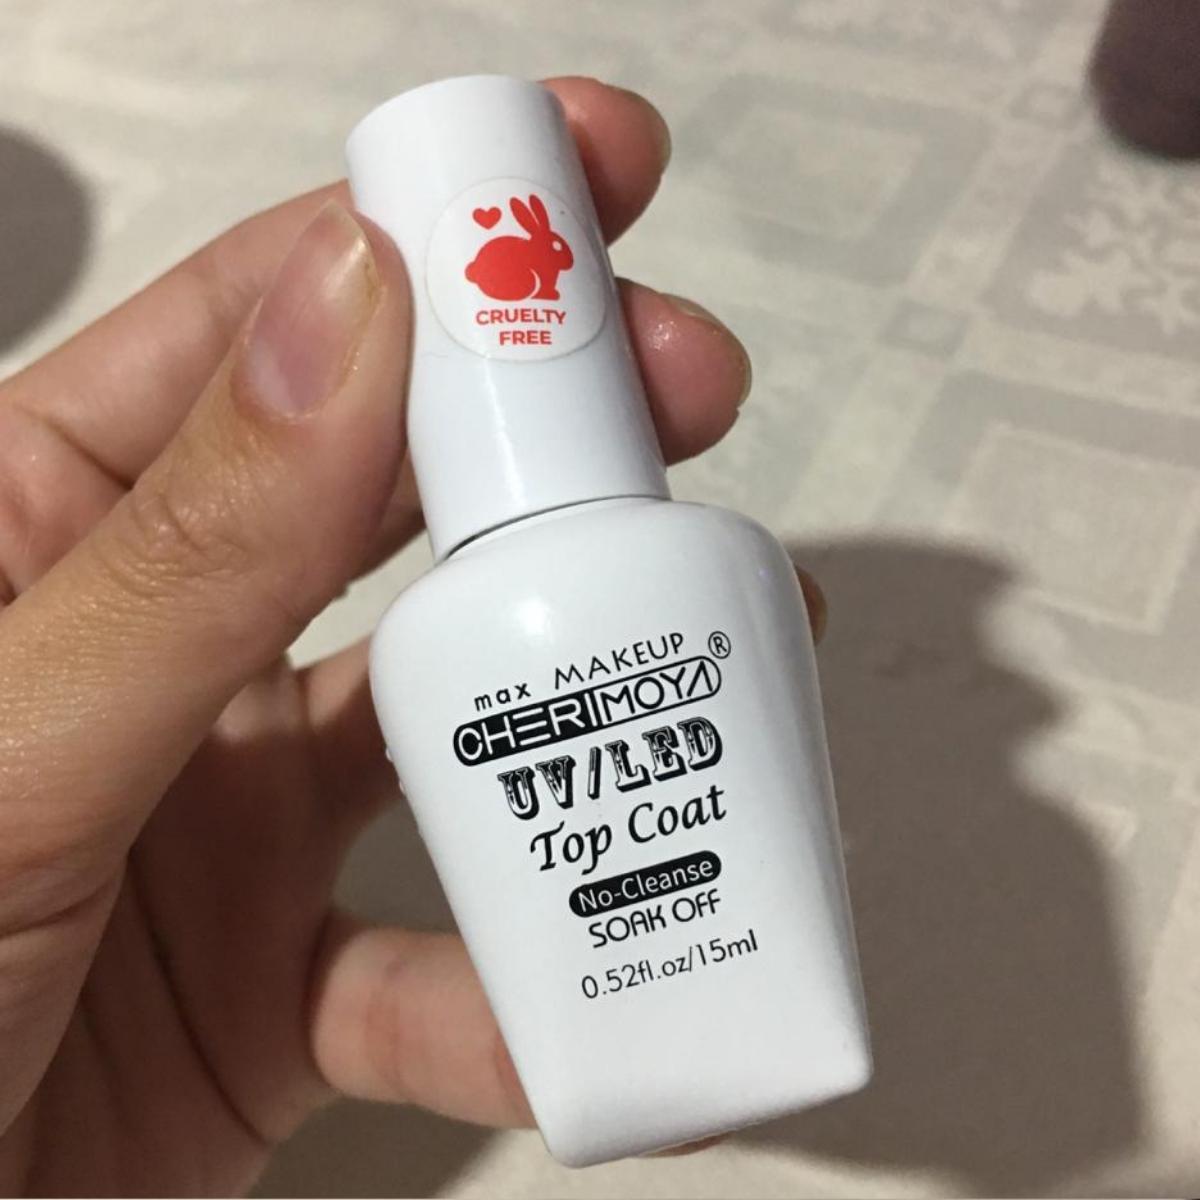 CRUELTY
FREE
max MAKEUP
CHERIMOYA®
UV/LED
Top Coat
No-Cleanse
SOAK OFF
0.52fl.oz/15ml